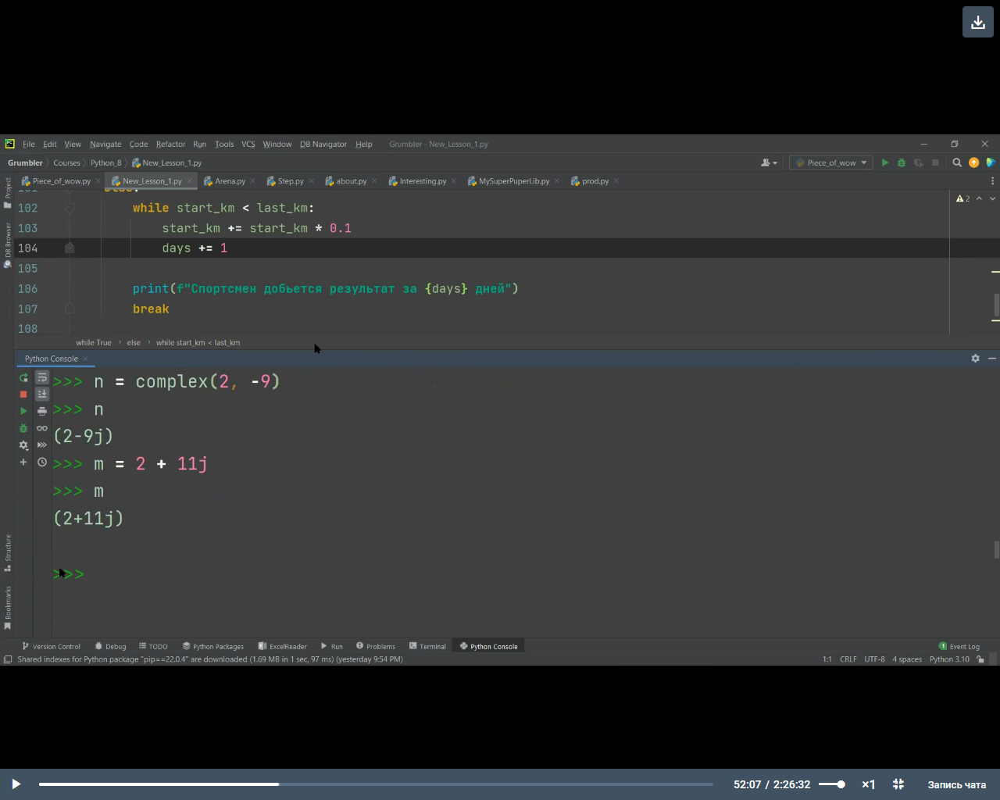 File Edit View Navigate Code Refactor Run Tools VCS Window DB Navigator Help Grumbler - New_Lesson_1.py
Grumbler Courses Python_8 New_Lesson_1.py Piece_of_wow
Piece_of_wow.py New_Lesson_1.py Arena.py Step.py about.py Interesting.py MySuperPuperLib.py prod.py
Project
DB Browser
102 while start_km < last_km: 2
103 start_km += start_km * 0.1
104 days += 1
105
106 print(f"Спортсмен добьется результат за {days} дней")
107 break
108
while True › else › while start_km < last_km
Python Console
>>> n = complex(2, -9)
>>> n
(2-9j)
>>> m = 2 + 11j
>>> m
(2+11j)
>>>
Structure
Bookmarks
Version Control Debug TODO Python Packages ExcelReader Run Problems Terminal Python Console 1 Event Log
Shared indexes for Python package "pip==22.0.4" are downloaded (1.69 MB in 1 sec, 97 ms) (yesterday 9:54 PM) 1:1 CRLF UTF-8 4 spaces Python 3.10
52:07 / 2:26:32 ×1 Запись чата